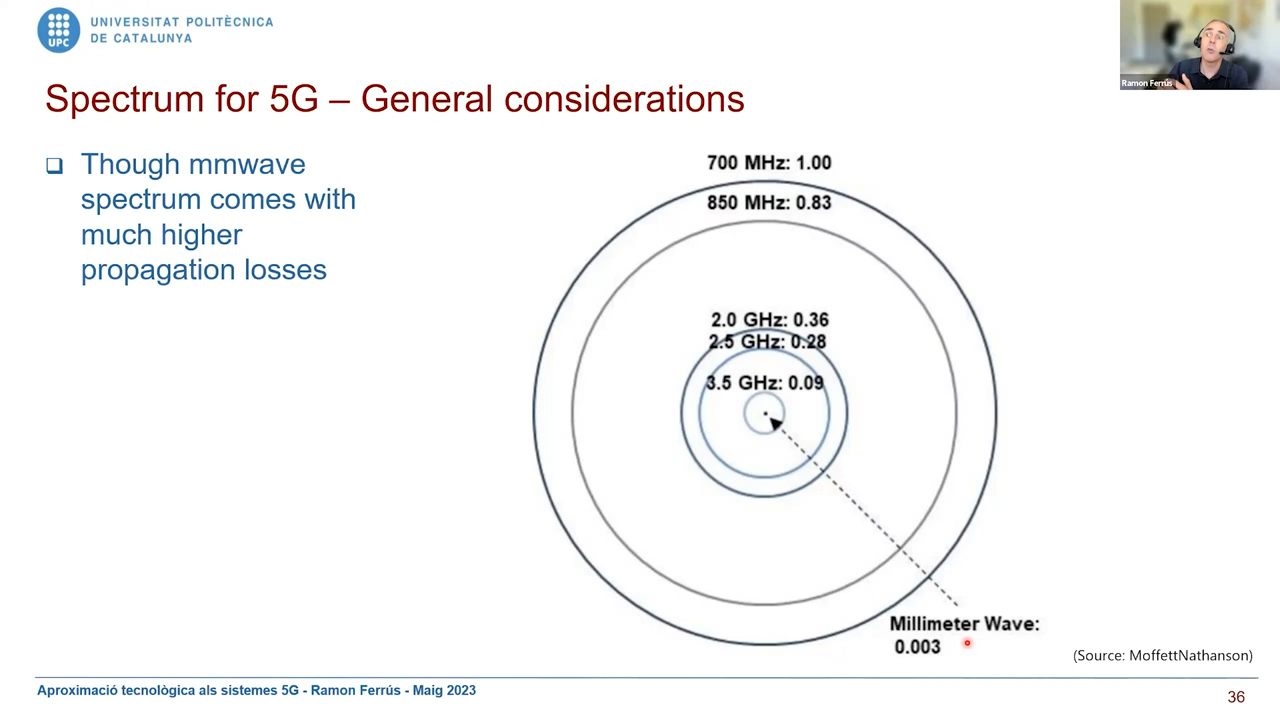 UNIVERSITAT POLITÈCNICA
DE CATALUNYA
UPC
Ramon Ferrús
Spectrum for 5G – General considerations
Though mmwave
spectrum comes with
much higher
propagation losses
700 MHz: 1.00
850 MHz: 0.83
2.0 GHz: 0.36
2.5 GHz: 0.28
3.5 GHz: 0.09
Millimeter Wave:
0.003
(Source: MoffettNathanson)
Aproximació tecnològica als sistemes 5G - Ramon Ferrús - Maig 2023
36